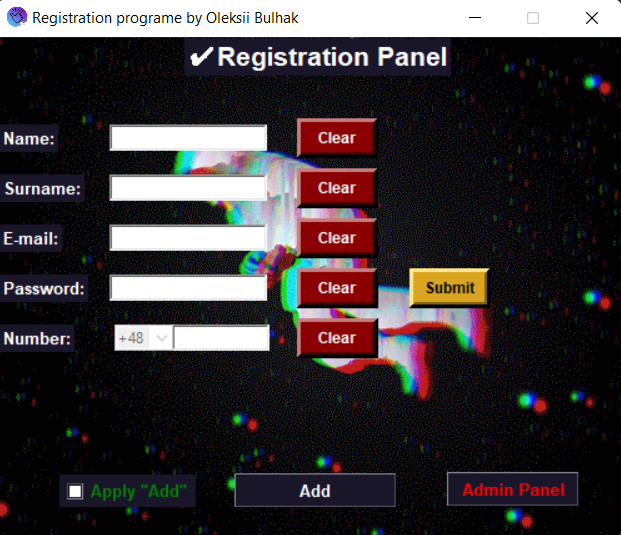 Registration programe by Oleksii Bulhak
✔ Registration Panel
Name: Clear
Surname: Clear
E-mail: Clear
Password: Clear Submit
Number: +48 Clear
Apply "Add" Add Admin Panel